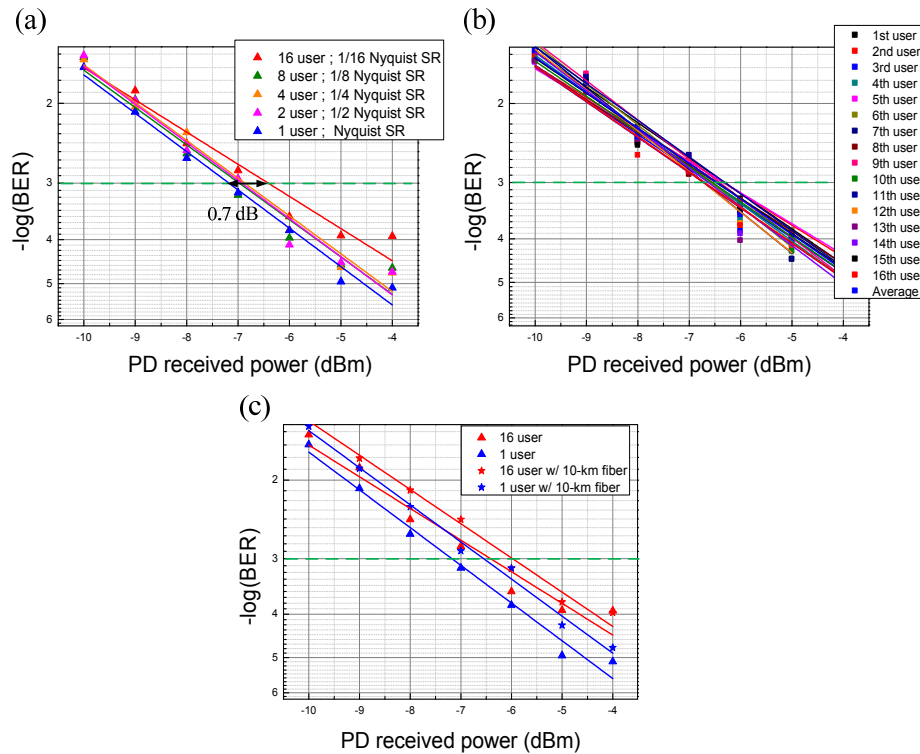 (a)
16 user ; 1/16 Nyquist SR
8 user ; 1/8 Nyquist SR
4 user ; 1/4 Nyquist SR
2 user ; 1/2 Nyquist SR
1 user ; Nyquist SR
2
3
4
5
6
0.7 dB
-log(BER)
-10
-9
-8
-7
-6
-5
-4
PD received power (dBm)
(b)
1st user
2nd user
3rd user
4th user
5th user
6th user
7th user
8th user
9th user
10th use
11th use
12th use
13th use
14th use
15th use
16th use
Average
2
3
4
5
6
-log(BER)
-10
-9
-8
-7
-6
-5
-4
PD received power (dBm)
(c)
16 user
1 user
16 user w/ 10-km fiber
1 user w/ 10-km fiber
2
3
4
5
6
-log(BER)
-10
-9
-8
-7
-6
-5
-4
PD received power (dBm)